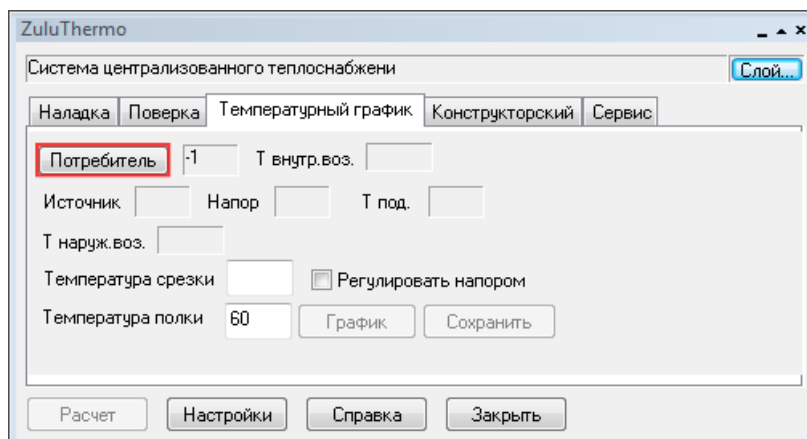 ZuluThermo
Система централизованного теплоснабжени
Слой...
Наладка Поверка Температурный график Конструкторский Сервис
Потребитель -1 Т внутр.воз.
Источник Напор Т под.
Т наруж.воз.
Температура срезки Регулировать напором
Температура полки 60 График Сохранить
Расчет Настройки Справка Закрыть